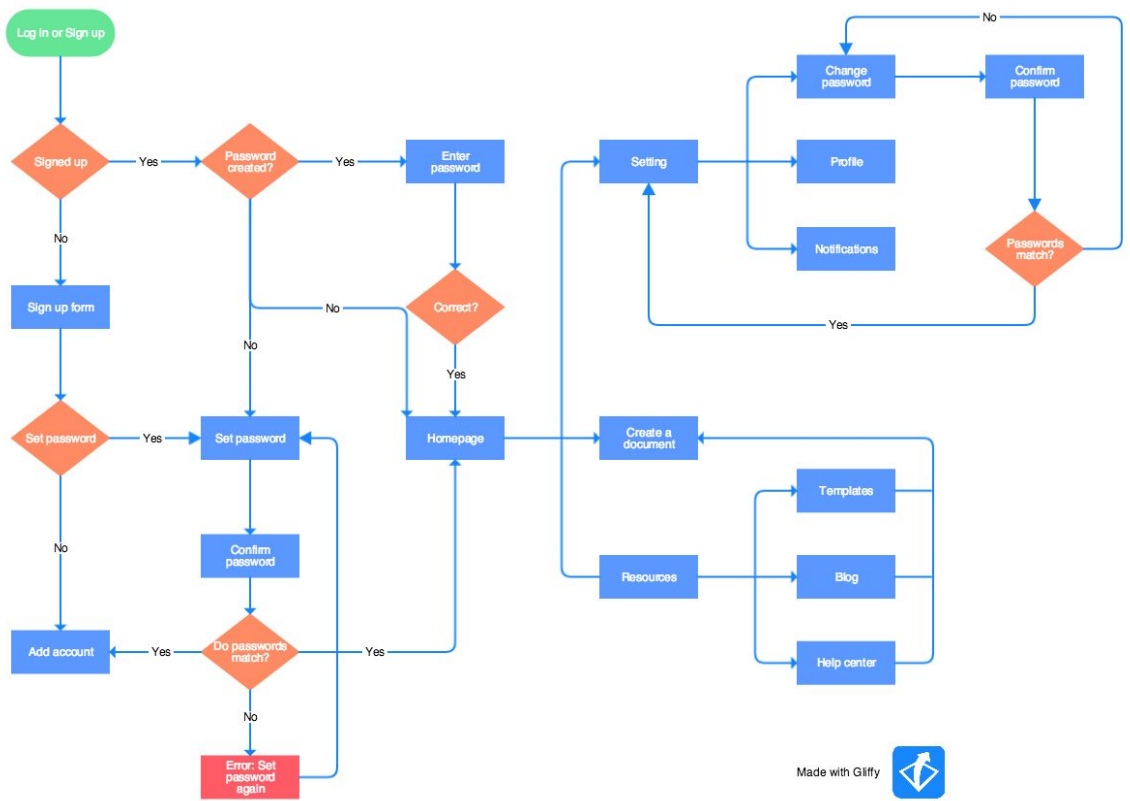 Log in or Sign up
No
Change
password
Confirm
password
Signed up
Yes
Password
created?
Yes
Enter
password
Setting
Profile
No
Passwords
match?
Notifications
Sign up form
No
Correct?
Yes
No
Yes
Set password
Yes
Set password
Homepage
Create a
document
Templates
No
Confirm
password
Resources
Blog
Add account
Yes
Do passwords
match?
Yes
Help center
No
Error: Set
password
again
Made with Gliffy